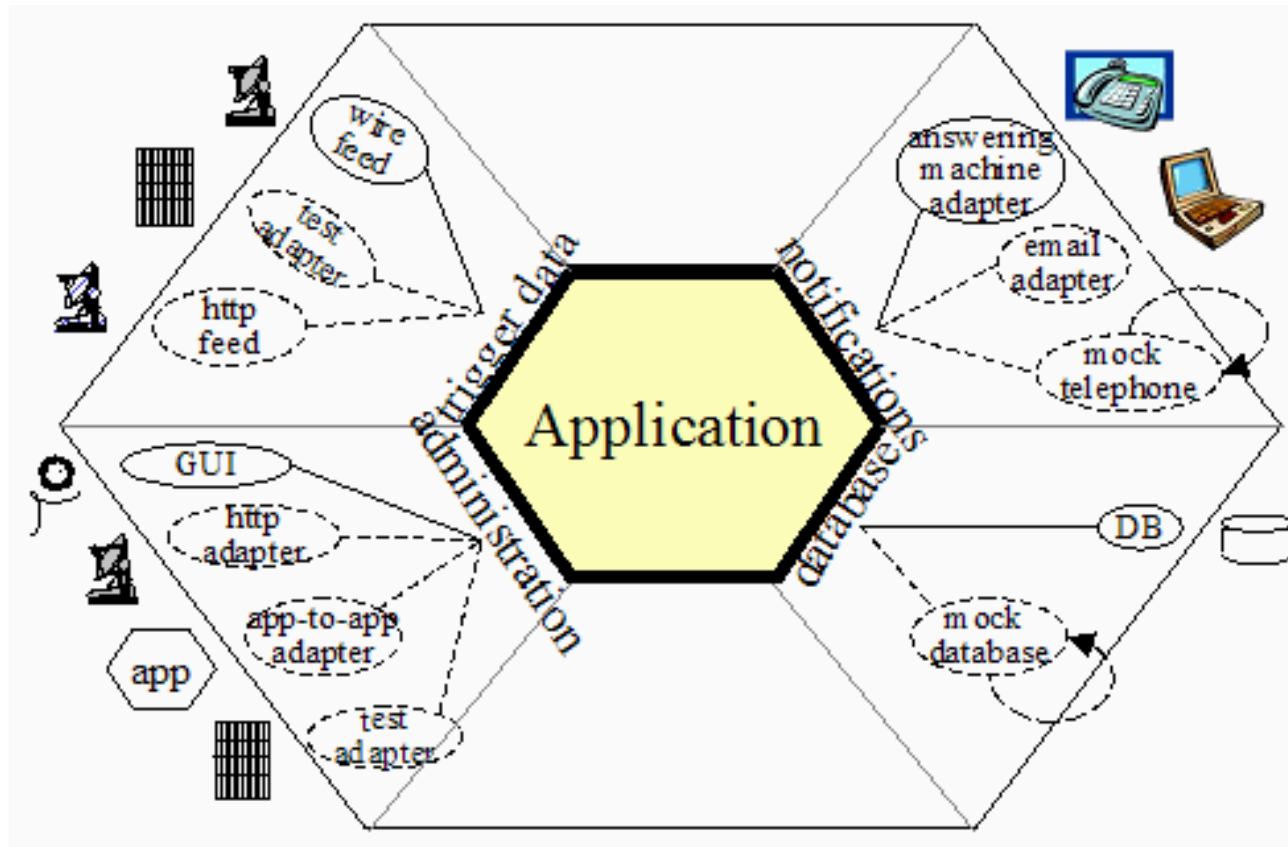 wire
feed
test
adapter
http
feed
trigger data
answering
machine
adapter
email
adapter
mock
telephone
notifications
Application
GUI
http
adapter
app-to-app
adapter
test
adapter
app
administration
databases
DB
mock
database